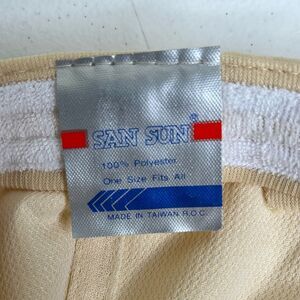 SAN SUN®
100% Polyester
One Size Fits All
MADE IN TAIWAN R.O.C.